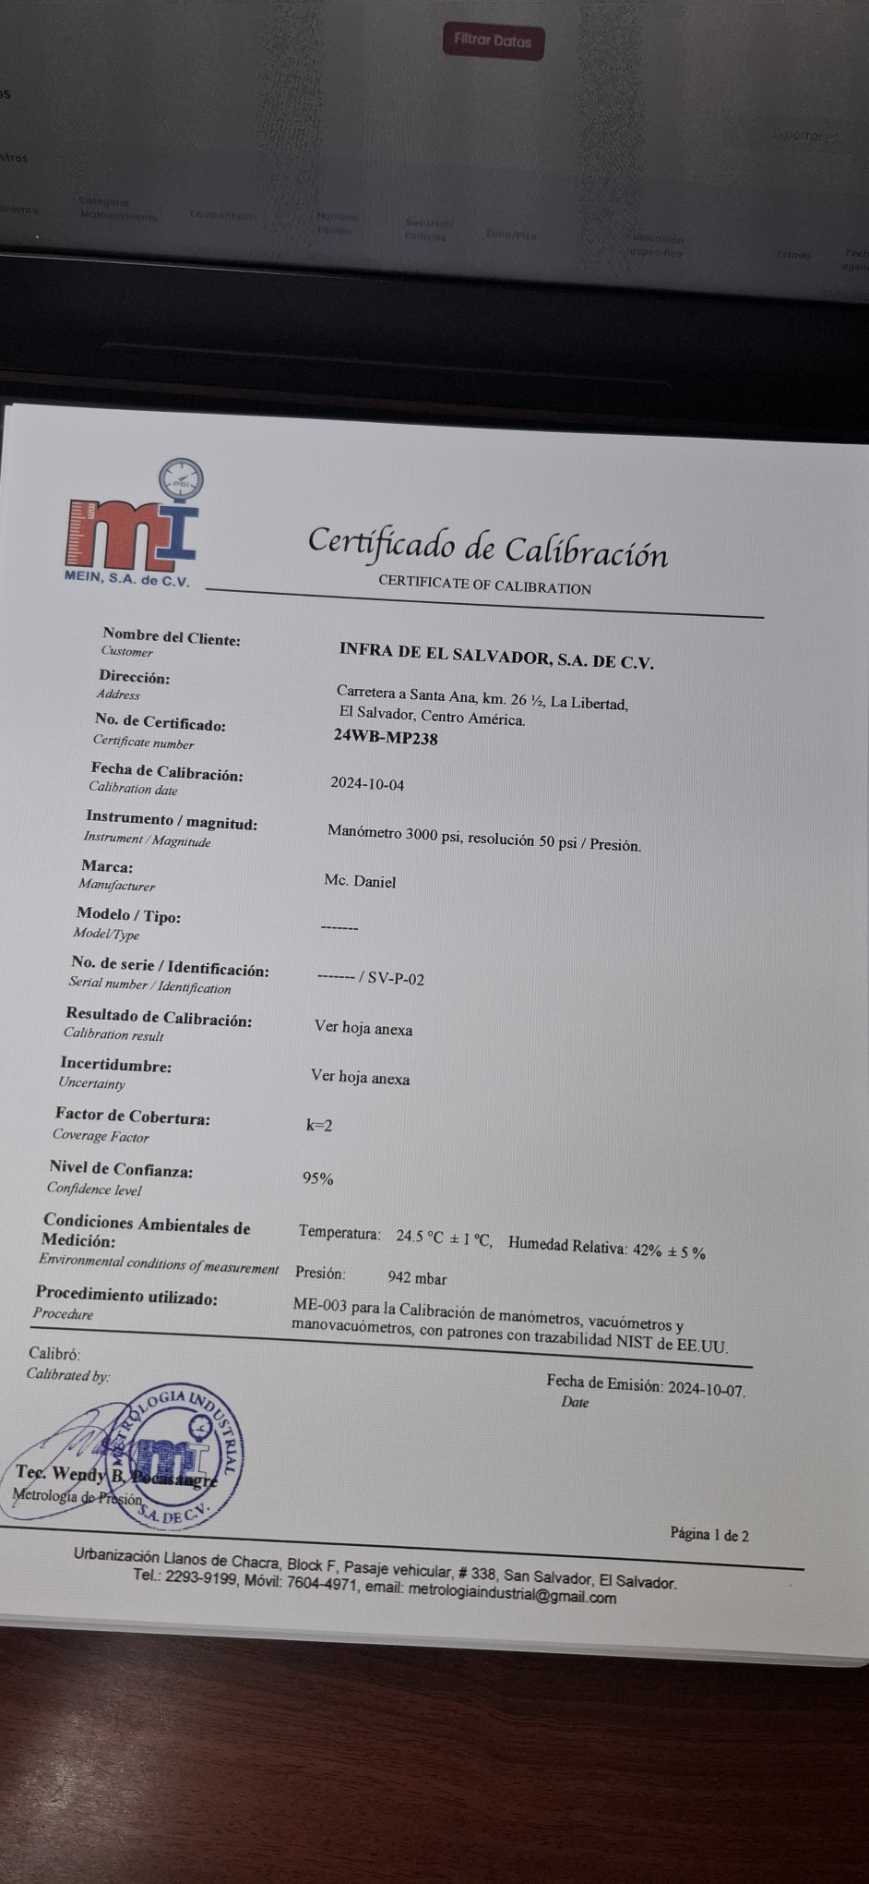 Filtrar Datos
Exportar
MEIN, S.A. de C.V.
Certificado de Calibración
CERTIFICATE OF CALIBRATION
Nombre del Cliente:
Customer
INFRA DE EL SALVADOR, S.A. DE C.V.
Dirección:
Address
Carretera a Santa Ana, km. 26 ½, La Libertad,
El Salvador, Centro América.
No. de Certificado:
Certificate number
24WB-MP238
Fecha de Calibración:
Calibration date
2024-10-04
Instrumento / magnitud:
Instrument / Magnitude
Manómetro 3000 psi, resolución 50 psi / Presión.
Marca:
Manufacturer
Mc. Daniel
Modelo / Tipo:
Model/Type
-------
No. de serie / Identificación:
Serial number / Identification
------- / SV-P-02
Resultado de Calibración:
Calibration result
Ver hoja anexa
Incertidumbre:
Uncertainty
Ver hoja anexa
Factor de Cobertura:
Coverage Factor
k=2
Nivel de Confianza:
Confidence level
95%
Condiciones Ambientales de
Medición:
Environmental conditions of measurement
Temperatura: 24.5 °C ± 1 °C, Humedad Relativa: 42% ± 5 %
Presión: 942 mbar
Procedimiento utilizado:
Procedure
ME-003 para la Calibración de manómetros, vacuómetros y
manovacuómetros, con patrones con trazabilidad NIST de EE.UU.
Calibró:
Calibrated by:
Fecha de Emisión: 2024-10-07.
Date
METROLOGIA INDUSTRIAL
S.A. DE C.V.
Tec. Wendy B. Pocasangre
Metrología de Presión
Página 1 de 2
Urbanización Llanos de Chacra, Block F, Pasaje vehicular, # 338, San Salvador, El Salvador.
Tel.: 2293-9199, Móvil: 7604-4971, email: metrologiaindustrial@gmail.com